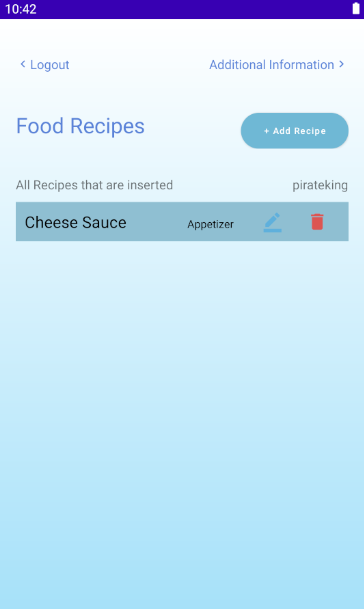 10:42
Logout Additional Information
Food Recipes + Add Recipe
All Recipes that are inserted pirateking
Cheese Sauce Appetizer